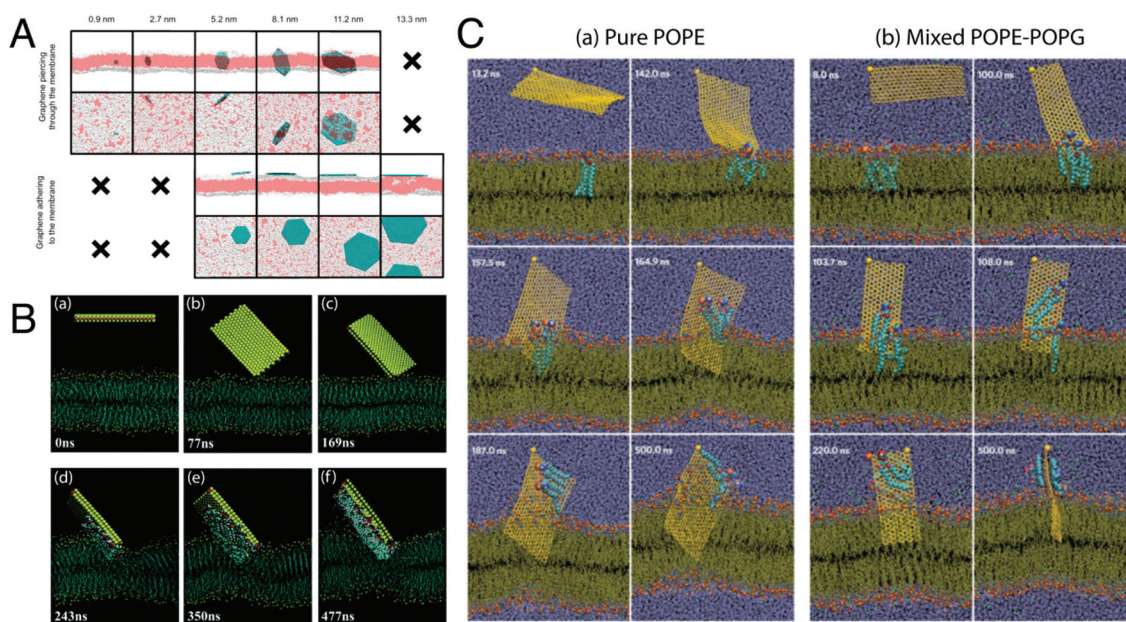 A
0.9 nm 2.7 nm 5.2 nm 8.1 nm 11.2 nm 13.3 nm
Graphene piercing
through the membrane
Graphene adhering
to the membrane
B
(a) (b) (c)
0ns 77ns 169ns
(d) (e) (f)
243ns 350ns 477ns
C
(a) Pure POPE (b) Mixed POPE-POPG
13.2 ns 142.0 ns 8.0 ns 100.0 ns
157.5 ns 164.9 ns 103.7 ns 108.0 ns
187.0 ns 500.0 ns 220.0 ns 500.0 ns